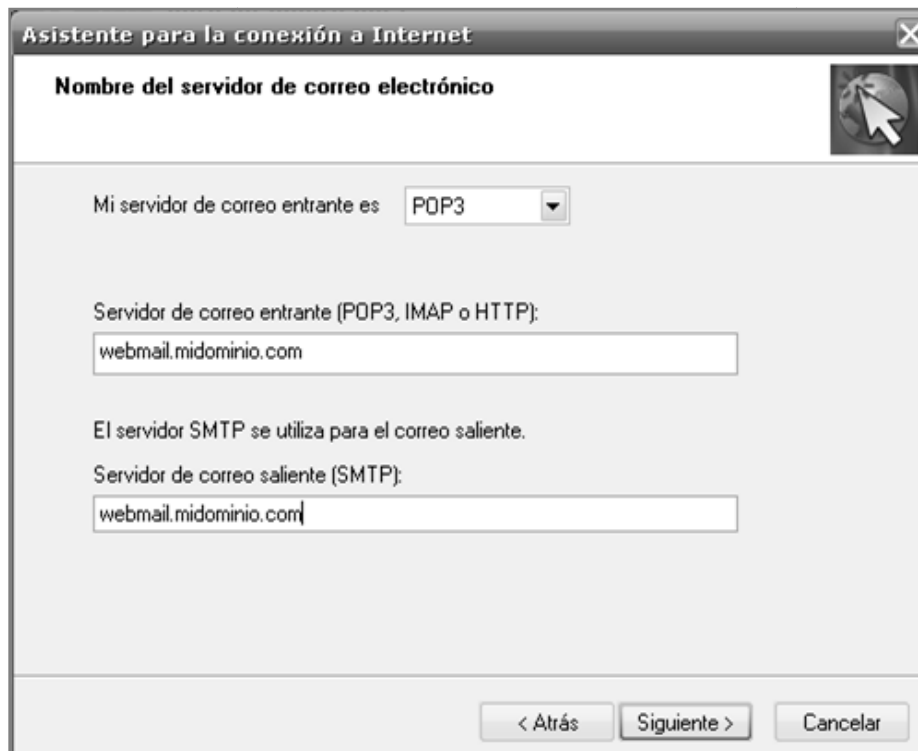 Asistente para la conexión a Internet
Nombre del servidor de correo electrónico
Mi servidor de correo entrante es POP3
Servidor de correo entrante (POP3, IMAP o HTTP):
webmail.midominio.com
El servidor SMTP se utiliza para el correo saliente.
Servidor de correo saliente (SMTP):
webmail.midominio.com
< Atrás Siguiente > Cancelar